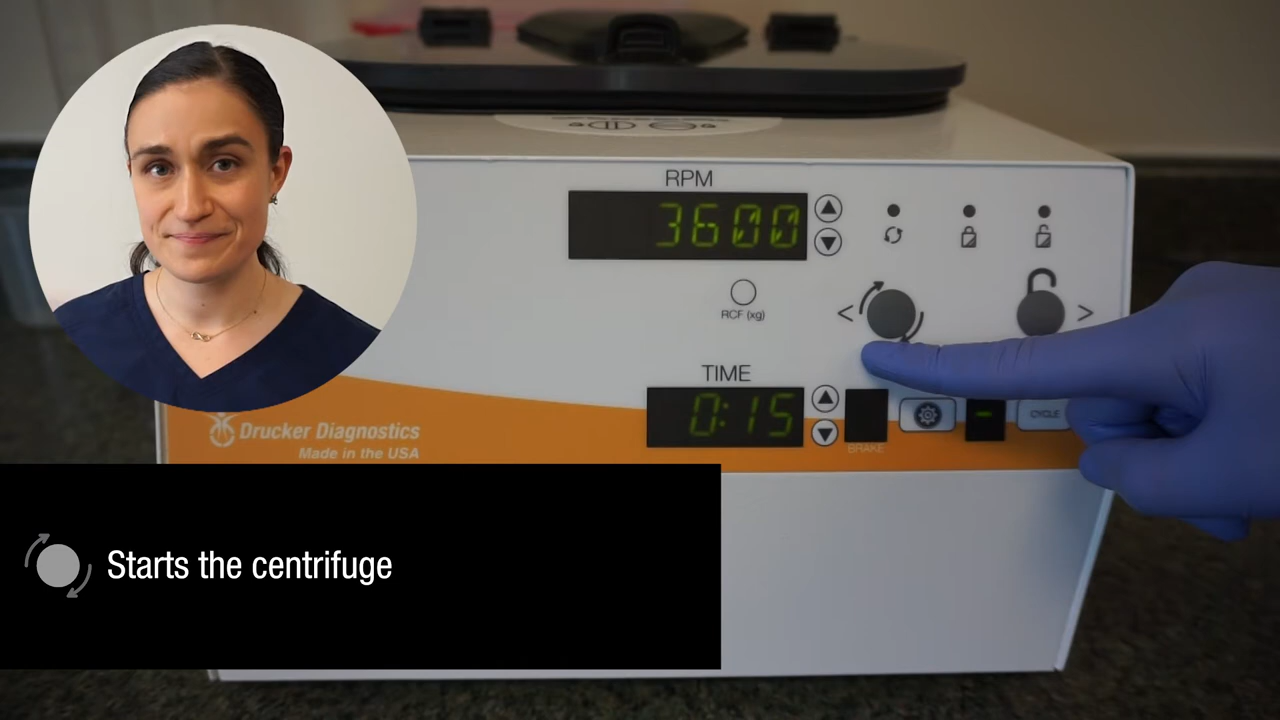 RPM
3600
RCF (xg)
< >
TIME
0:15
BRAKE
CYCLE
Drucker Diagnostics
Made in the USA
Starts the centrifuge